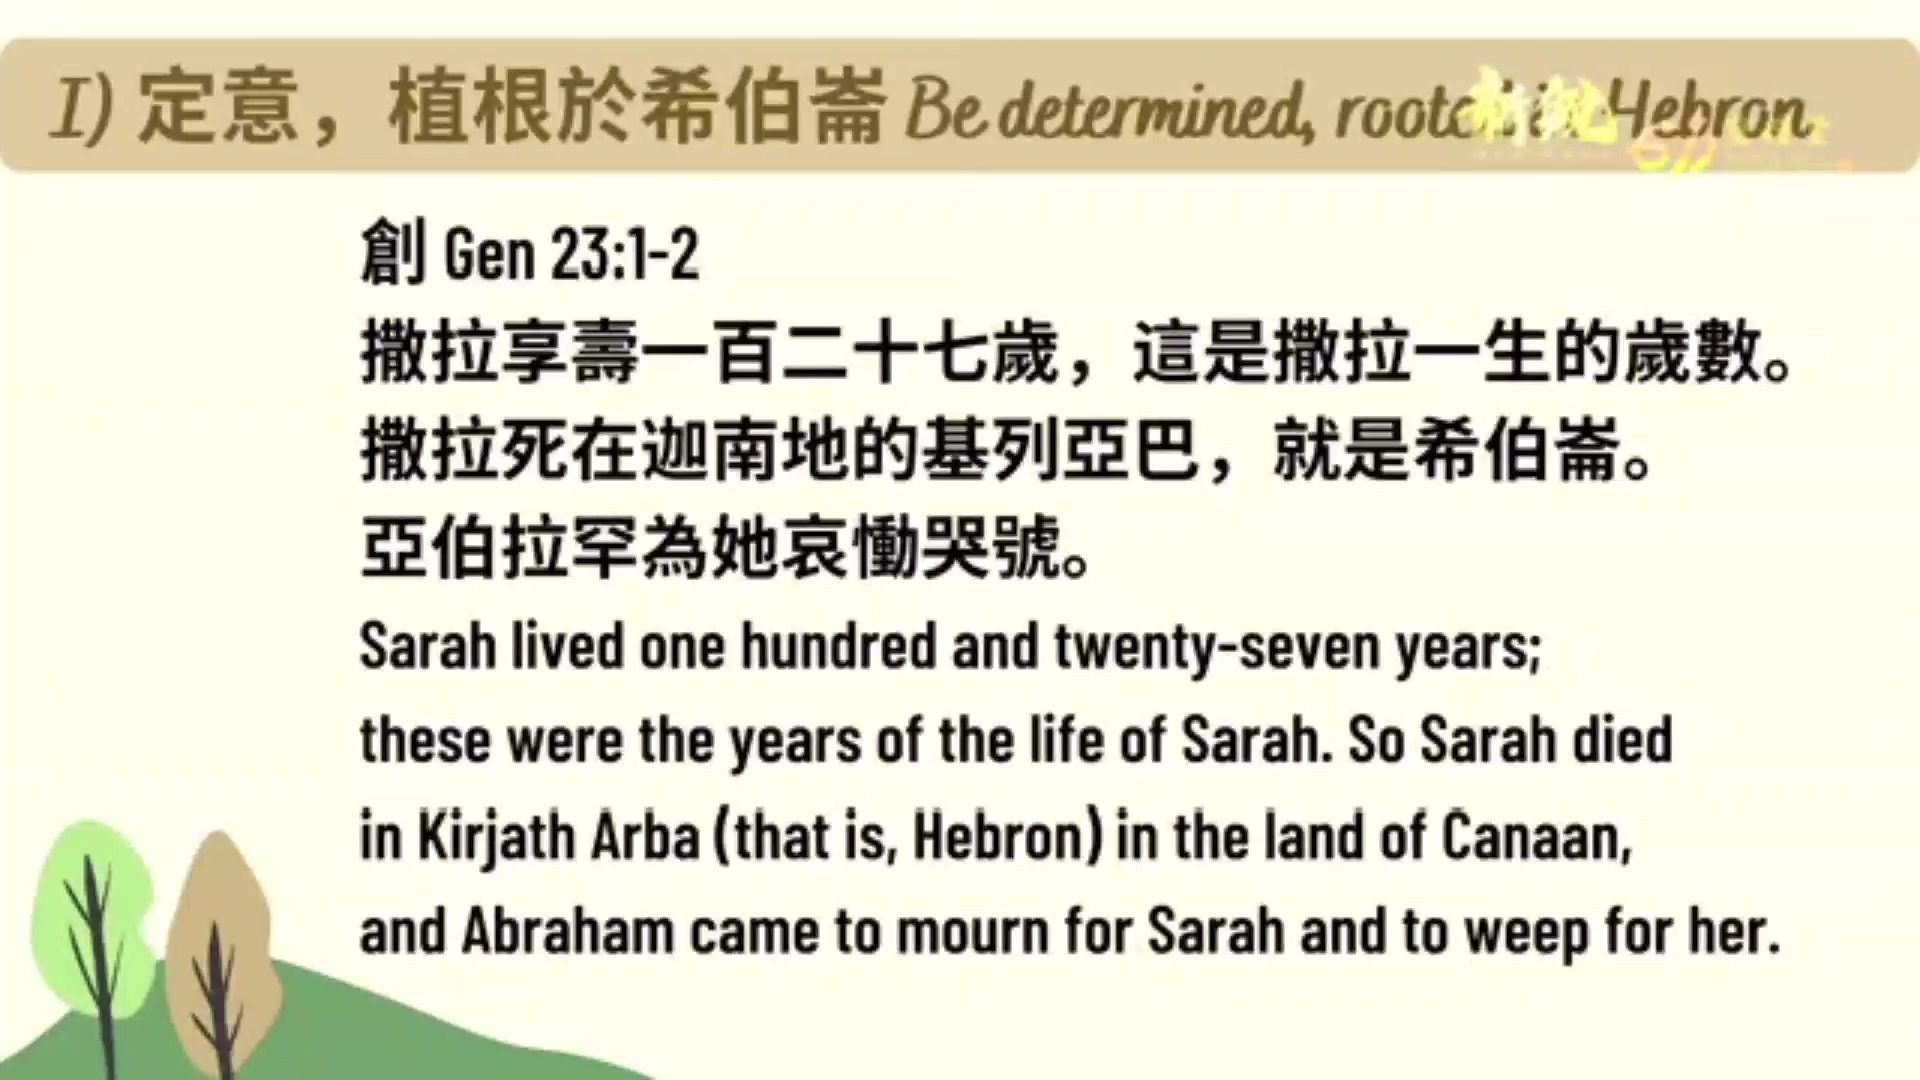 I) 定意，植根於希伯崙 Be determined, rooted in Hebron.
創 Gen 23:1-2
撒拉享壽一百二十七歲，這是撒拉一生的歲數。
撒拉死在迦南地的基列亞巴，就是希伯崙。
亞伯拉罕為她哀慟哭號。
Sarah lived one hundred and twenty-seven years;
these were the years of the life of Sarah. So Sarah died
in Kirjath Arba (that is, Hebron) in the land of Canaan,
and Abraham came to mourn for Sarah and to weep for her.